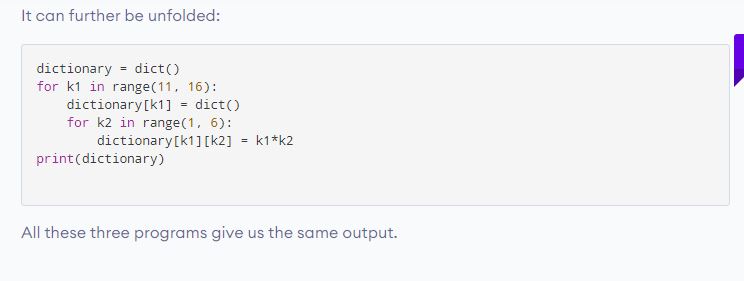 It can further be unfolded:
dictionary = dict()
for k1 in range(11, 16):
    dictionary[k1] = dict()
    for k2 in range(1, 6):
        dictionary[k1][k2] = k1*k2
print(dictionary)
All these three programs give us the same output.